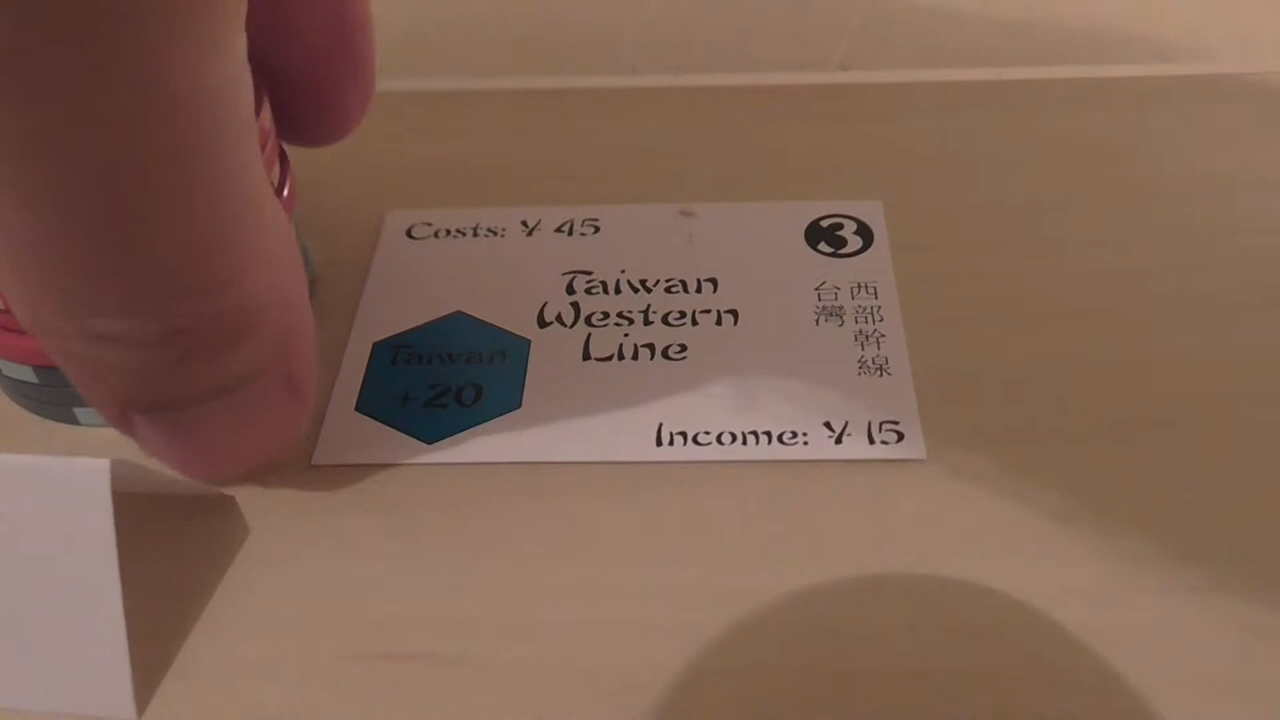 Costs: ¥ 45
3
Taiwan
Western
Line
西部幹線
台灣
Taiwan
+20
Income: ¥ 15